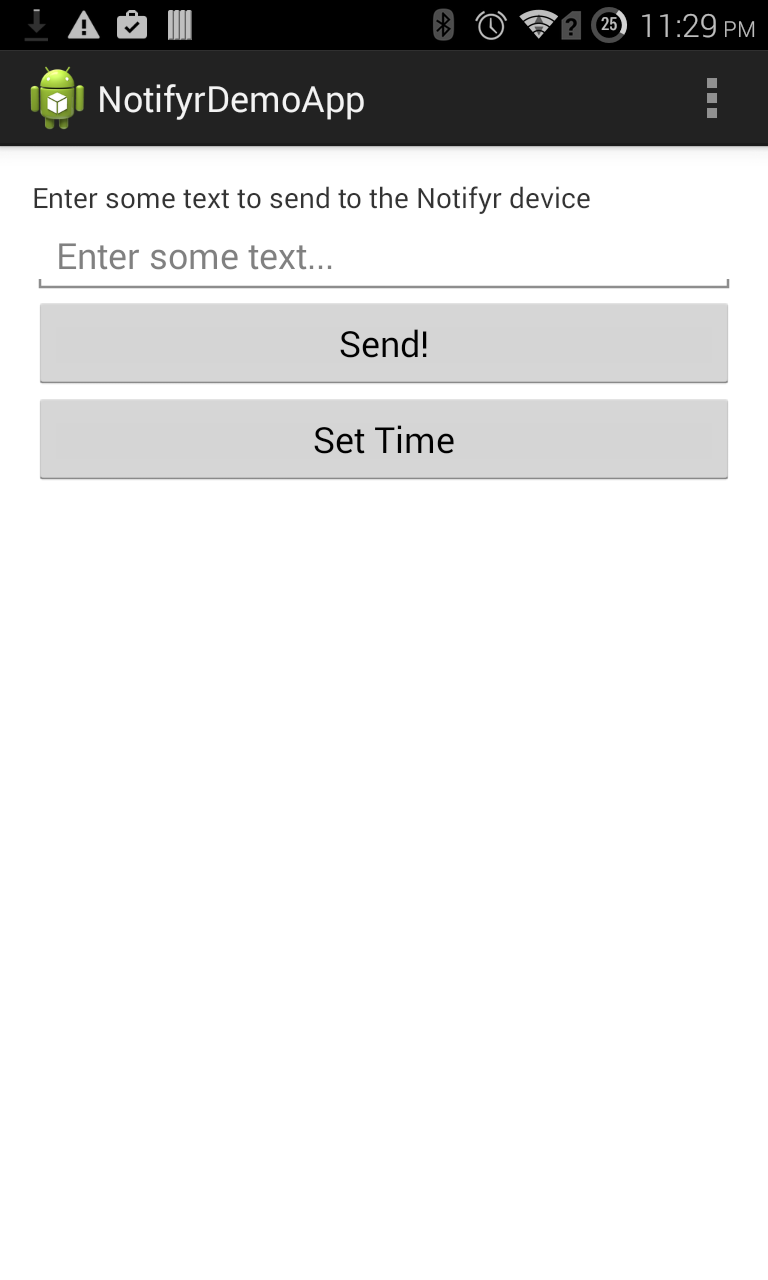 25 11:29 PM
NotifyrDemoApp
Enter some text to send to the Notifyr device
Enter some text...
Send!
Set Time